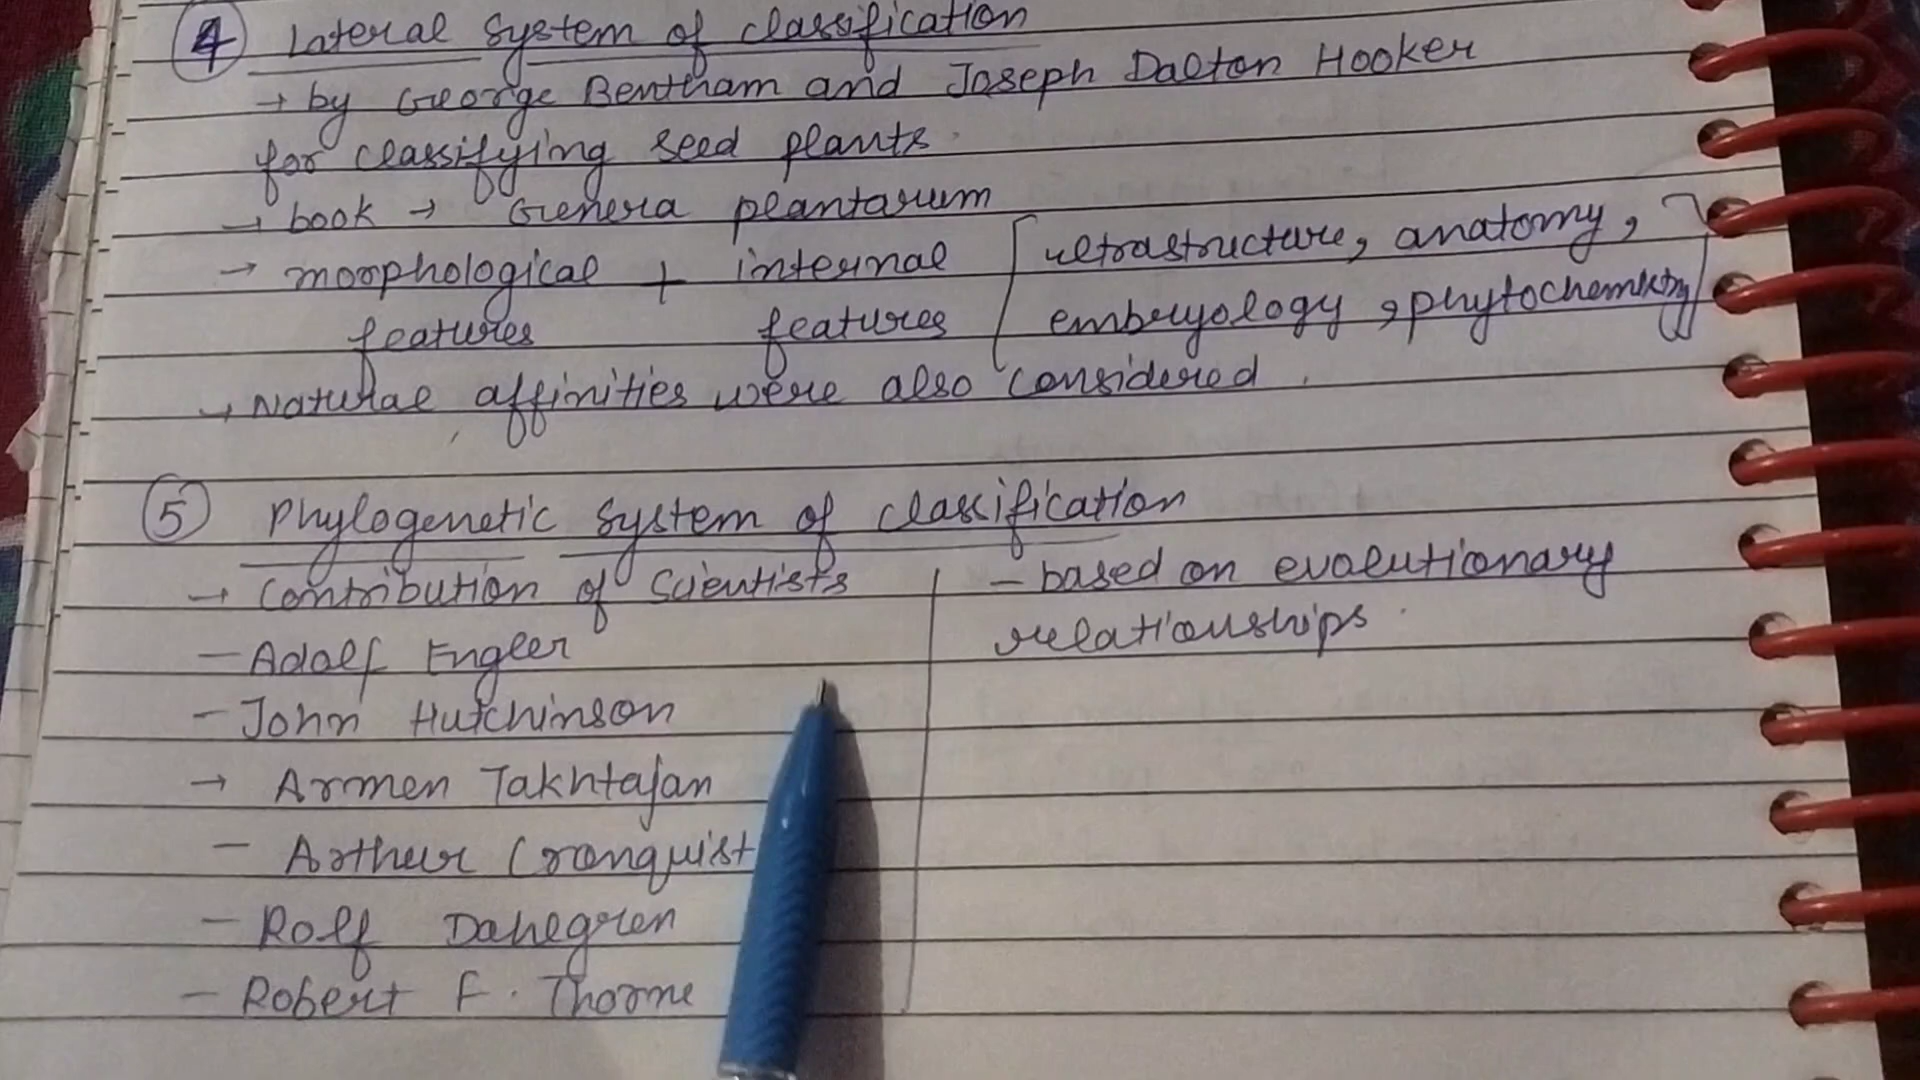 4 Lateral System of classification
→ by George Bentham and Joseph Dalton Hooker
for classifying seed plants.
→ book → Genera plantarum
→ morphological + internal [ultrastructure, anatomy,
features features embryology, phytochemistry]
→ Natural affinities were also considered.
5 Phylogenetic System of classification
→ Contribution of Scientists
- Adolf Engler
- John Hutchinson
→ Armen Takhtajan
- Arthur Cronquist
- Rolf Dahlgren
- Robert F. Thorne
- based on evolutionary
relationships.